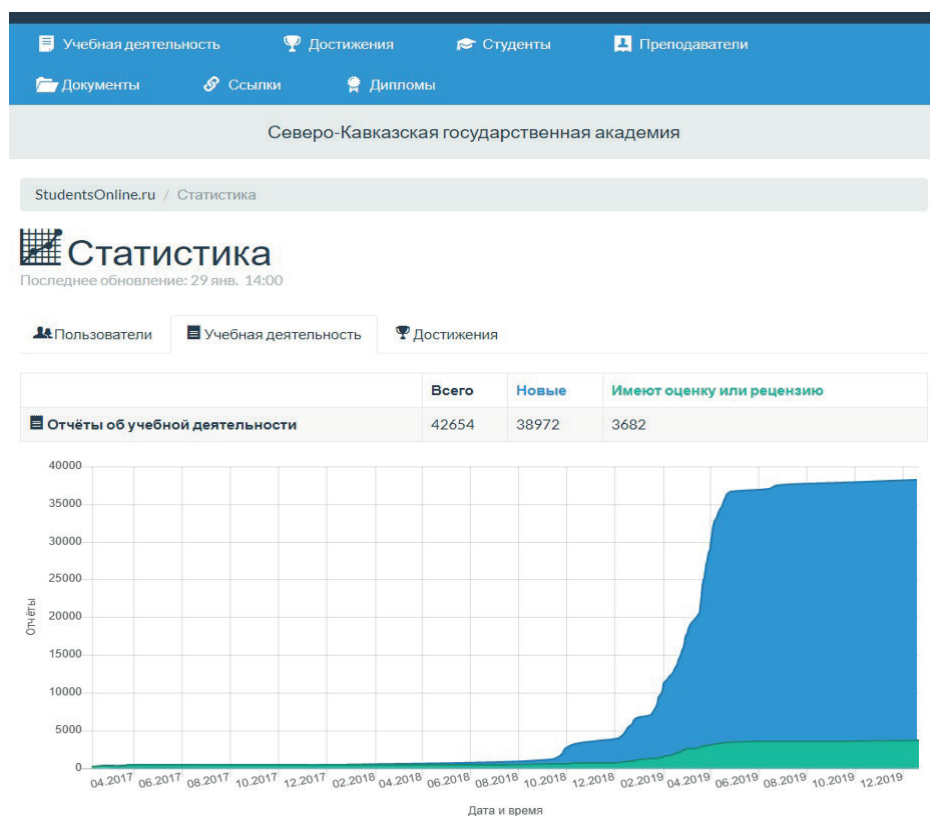 Учебная деятельность Достижения Студенты Преподаватели
Документы Ссылки Дипломы
Северо-Кавказская государственная академия
StudentsOnline.ru / Статистика
Статистика
Последнее обновление: 29 янв. 14:00
Пользователи Учебная деятельность Достижения
Всего Новые Имеют оценку или рецензию
Отчёты об учебной деятельности 42654 38972 3682
40000
35000
30000
25000
20000
15000
10000
5000
0
Отчёты
04.2017 06.2017 08.2017 10.2017 12.2017 02.2018 04.2018 06.2018 08.2018 10.2018 12.2018 02.2019 04.2019 06.2019 08.2019 10.2019 12.2019
Дата и время